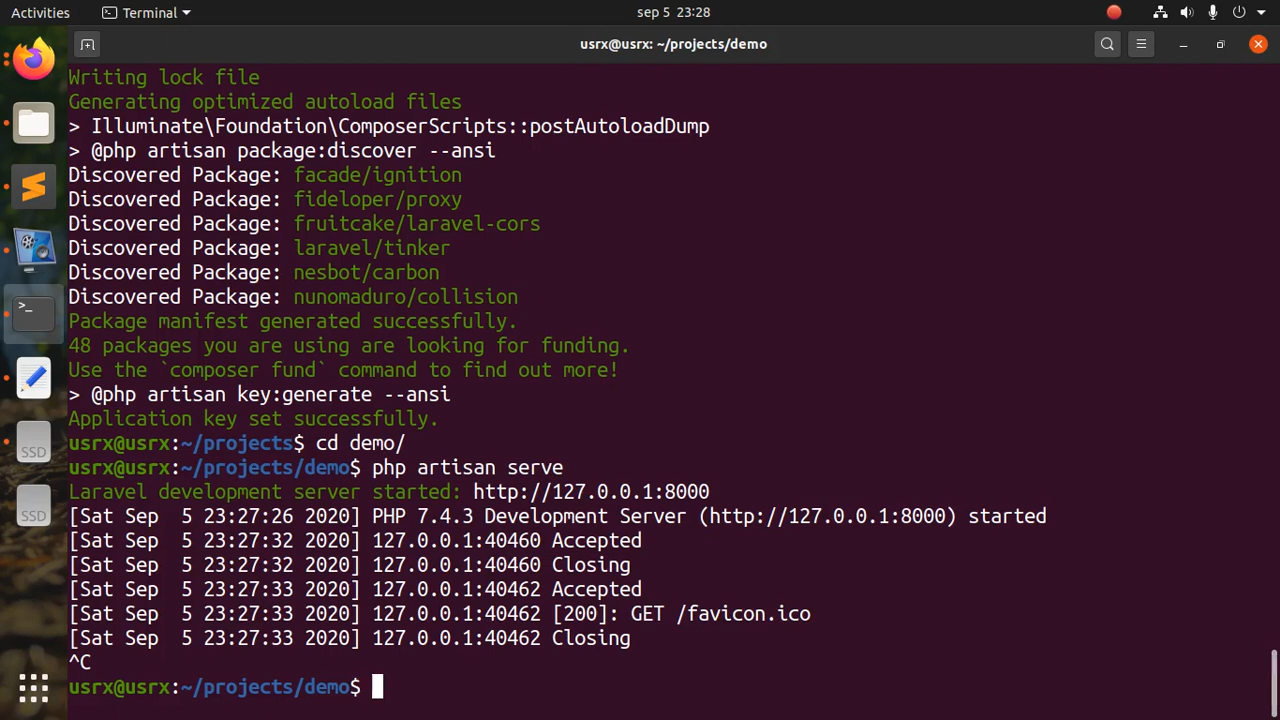 Activities
Terminal
sep 5 23:28
usrx@usrx: ~/projects/demo
Writing lock file
Generating optimized autoload files
> Illuminate\Foundation\ComposerScripts::postAutoloadDump
> @php artisan package:discover --ansi
Discovered Package: facade/ignition
Discovered Package: fideloper/proxy
Discovered Package: fruitcake/laravel-cors
Discovered Package: laravel/tinker
Discovered Package: nesbot/carbon
Discovered Package: nunomaduro/collision
Package manifest generated successfully.
48 packages you are using are looking for funding.
Use the `composer fund` command to find out more!
> @php artisan key:generate --ansi
Application key set successfully.
usrx@usrx:~/projects$ cd demo/
usrx@usrx:~/projects/demo$ php artisan serve
Laravel development server started: http://127.0.0.1:8000
[Sat Sep  5 23:27:26 2020] PHP 7.4.3 Development Server (http://127.0.0.1:8000) started
[Sat Sep  5 23:27:32 2020] 127.0.0.1:40460 Accepted
[Sat Sep  5 23:27:32 2020] 127.0.0.1:40460 Closing
[Sat Sep  5 23:27:33 2020] 127.0.0.1:40462 Accepted
[Sat Sep  5 23:27:33 2020] 127.0.0.1:40462 [200]: GET /favicon.ico
[Sat Sep  5 23:27:33 2020] 127.0.0.1:40462 Closing
^C
usrx@usrx:~/projects/demo$
>_
SSD
SSD